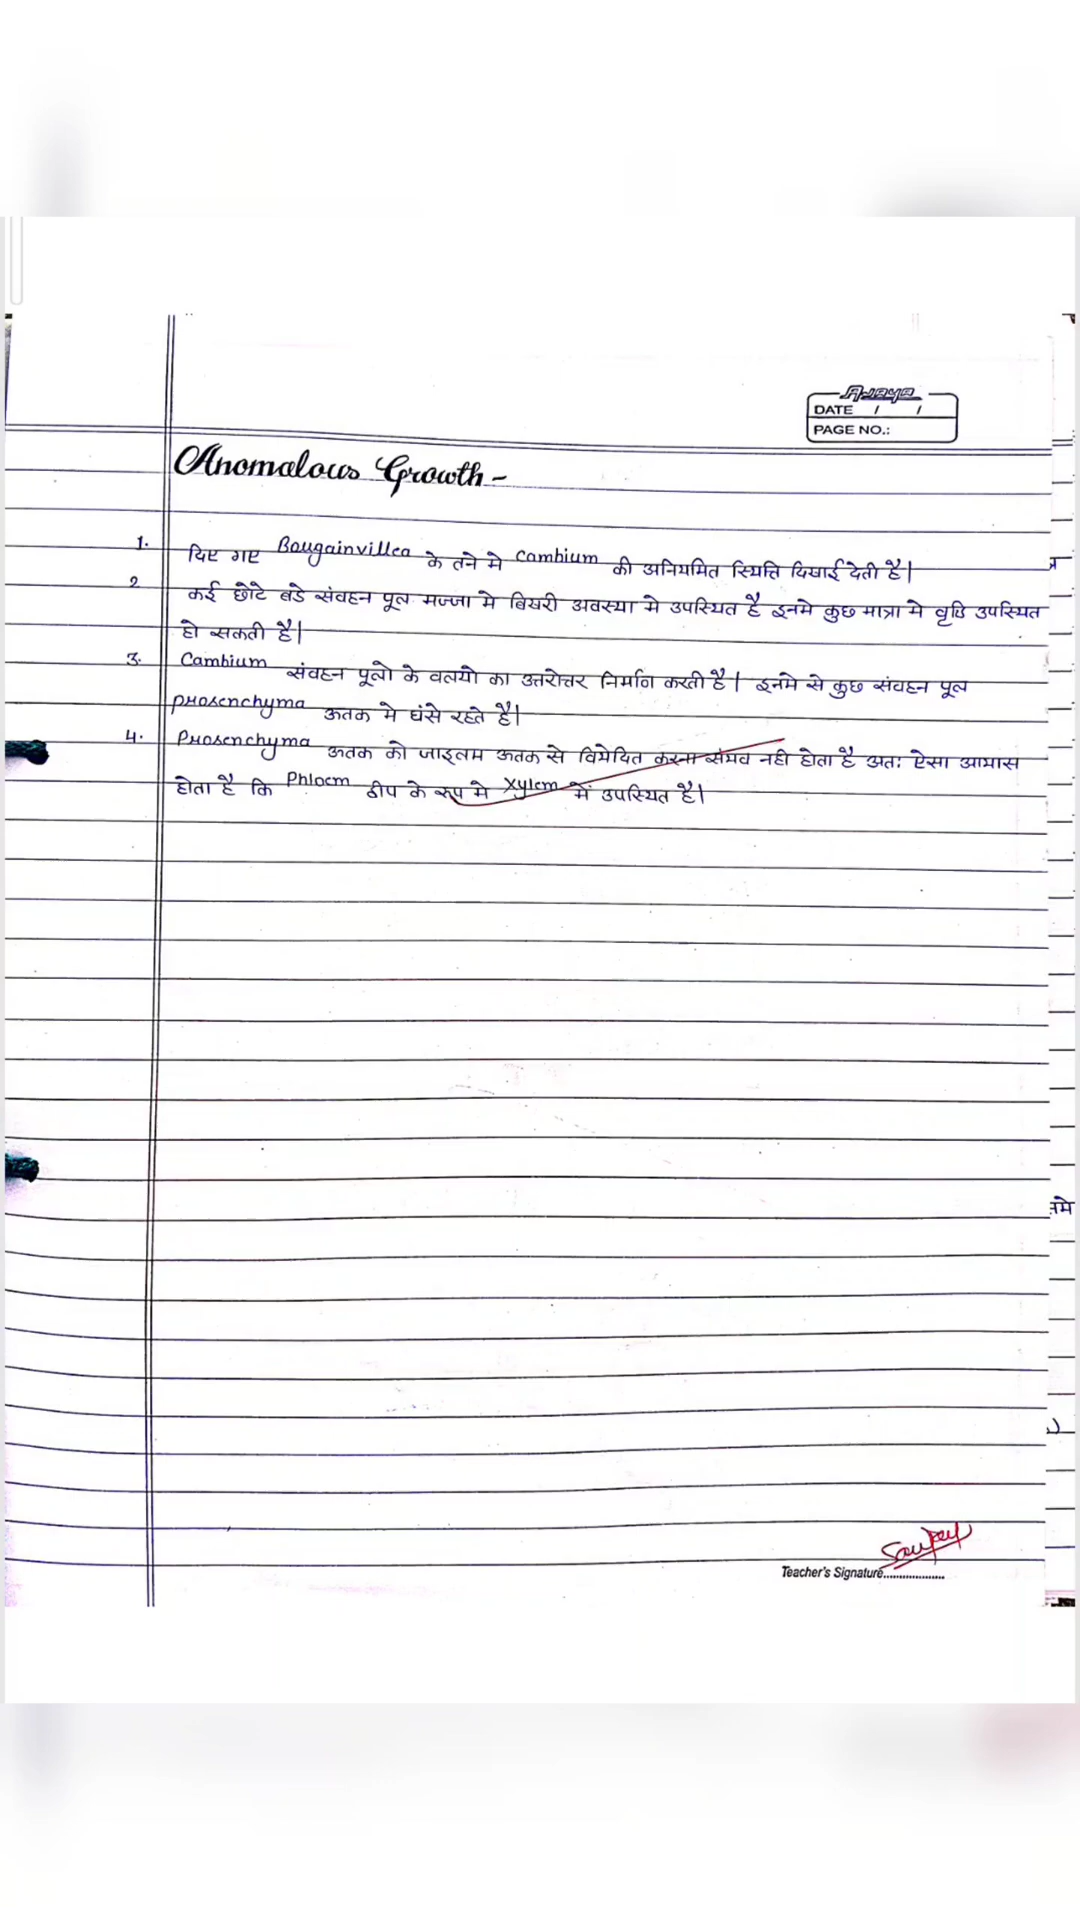 Ajaya
DATE / /
PAGE NO.:
Anomalous Growth -
1. दिए गए Bougainvillea के तने मे Cambium की अनियमित स्थिति दिखाई देती है।
2 कई छोटे बडे संवहन पूल मज्जा मे बिखरी अवस्था मे उपस्थित है इनमे कुछ मात्रा मे वृद्धि उपस्थित
हो सकती है।
3. Cambium संवहन पूलो के वलयो का उत्तरोत्तर निर्माण करती है। इनमे से कुछ संवहन पूल
Prosenchyma ऊतक मे धंसे रहते है।
4. Prosenchyma ऊतक को जाइलम ऊतक से विभेदित करना संभव नही होता है अतः ऐसा आभास
होता है कि Phloem द्वीप के रूप मे Xylem में उपस्थित है।
नमे
Teacher's Signature....................